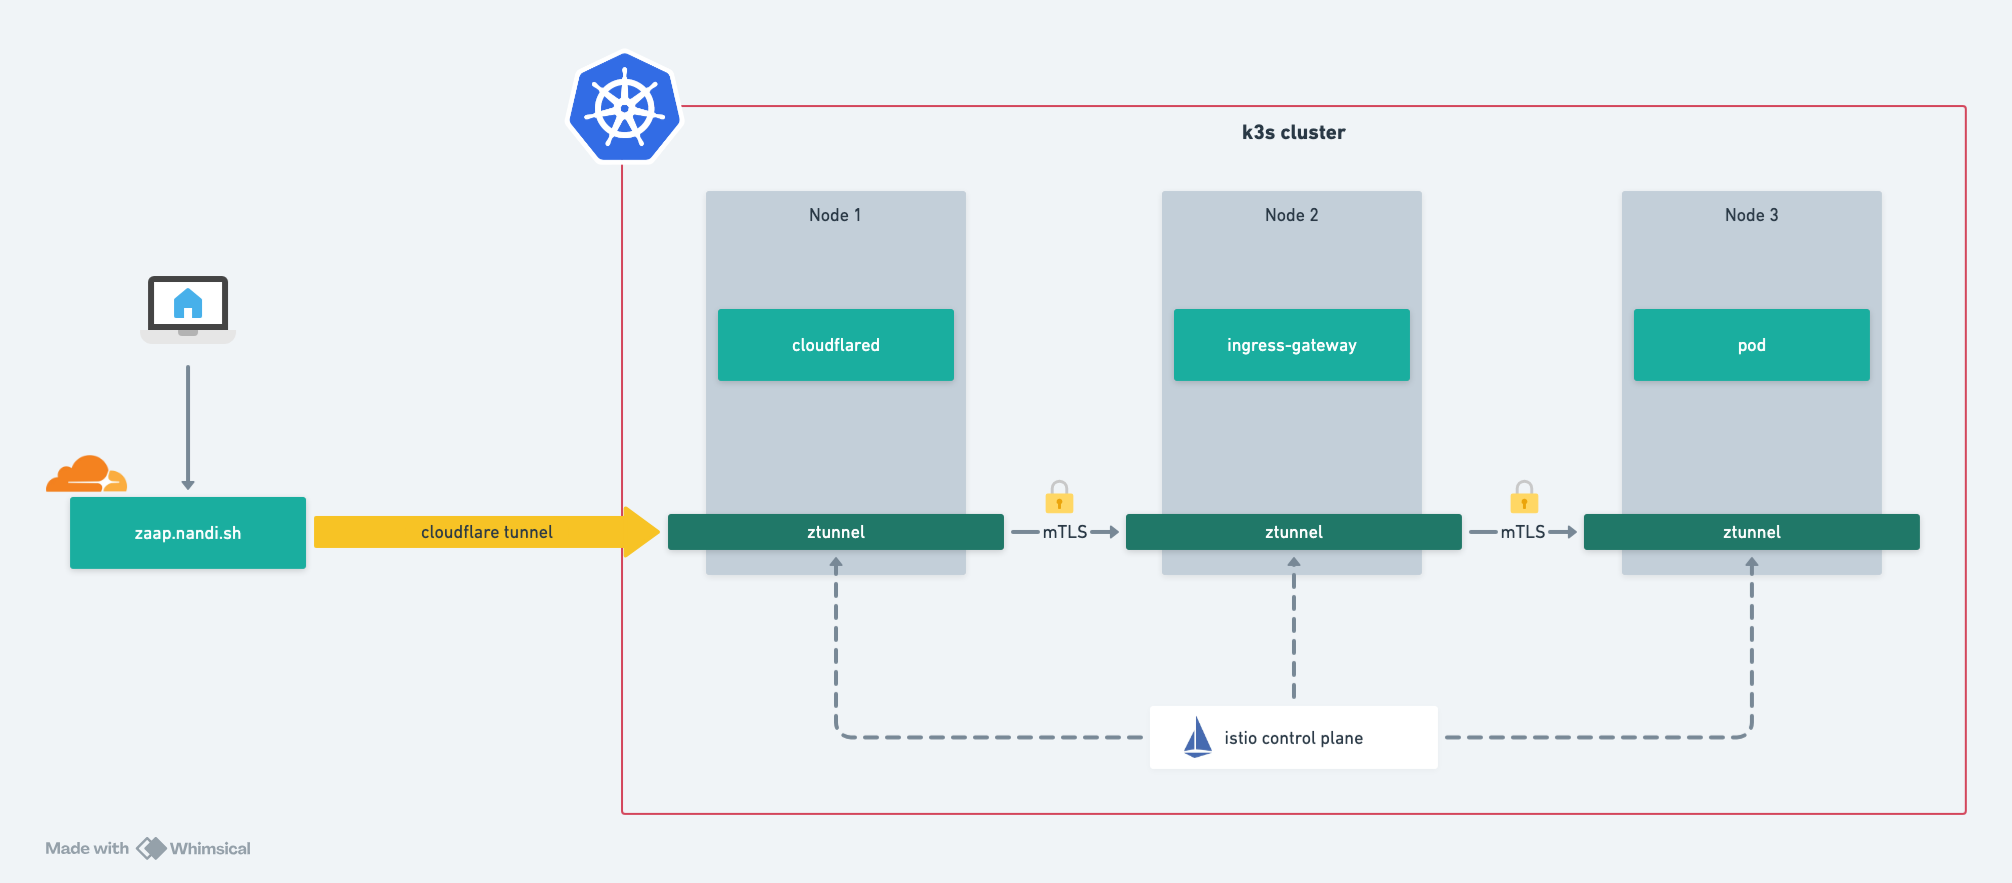 k3s cluster
Node 1
Node 2
Node 3
cloudflared
ingress-gateway
pod
zaap.nandi.sh
cloudflare tunnel
ztunnel
mTLS
ztunnel
mTLS
ztunnel
istio control plane
Made with Whimsical